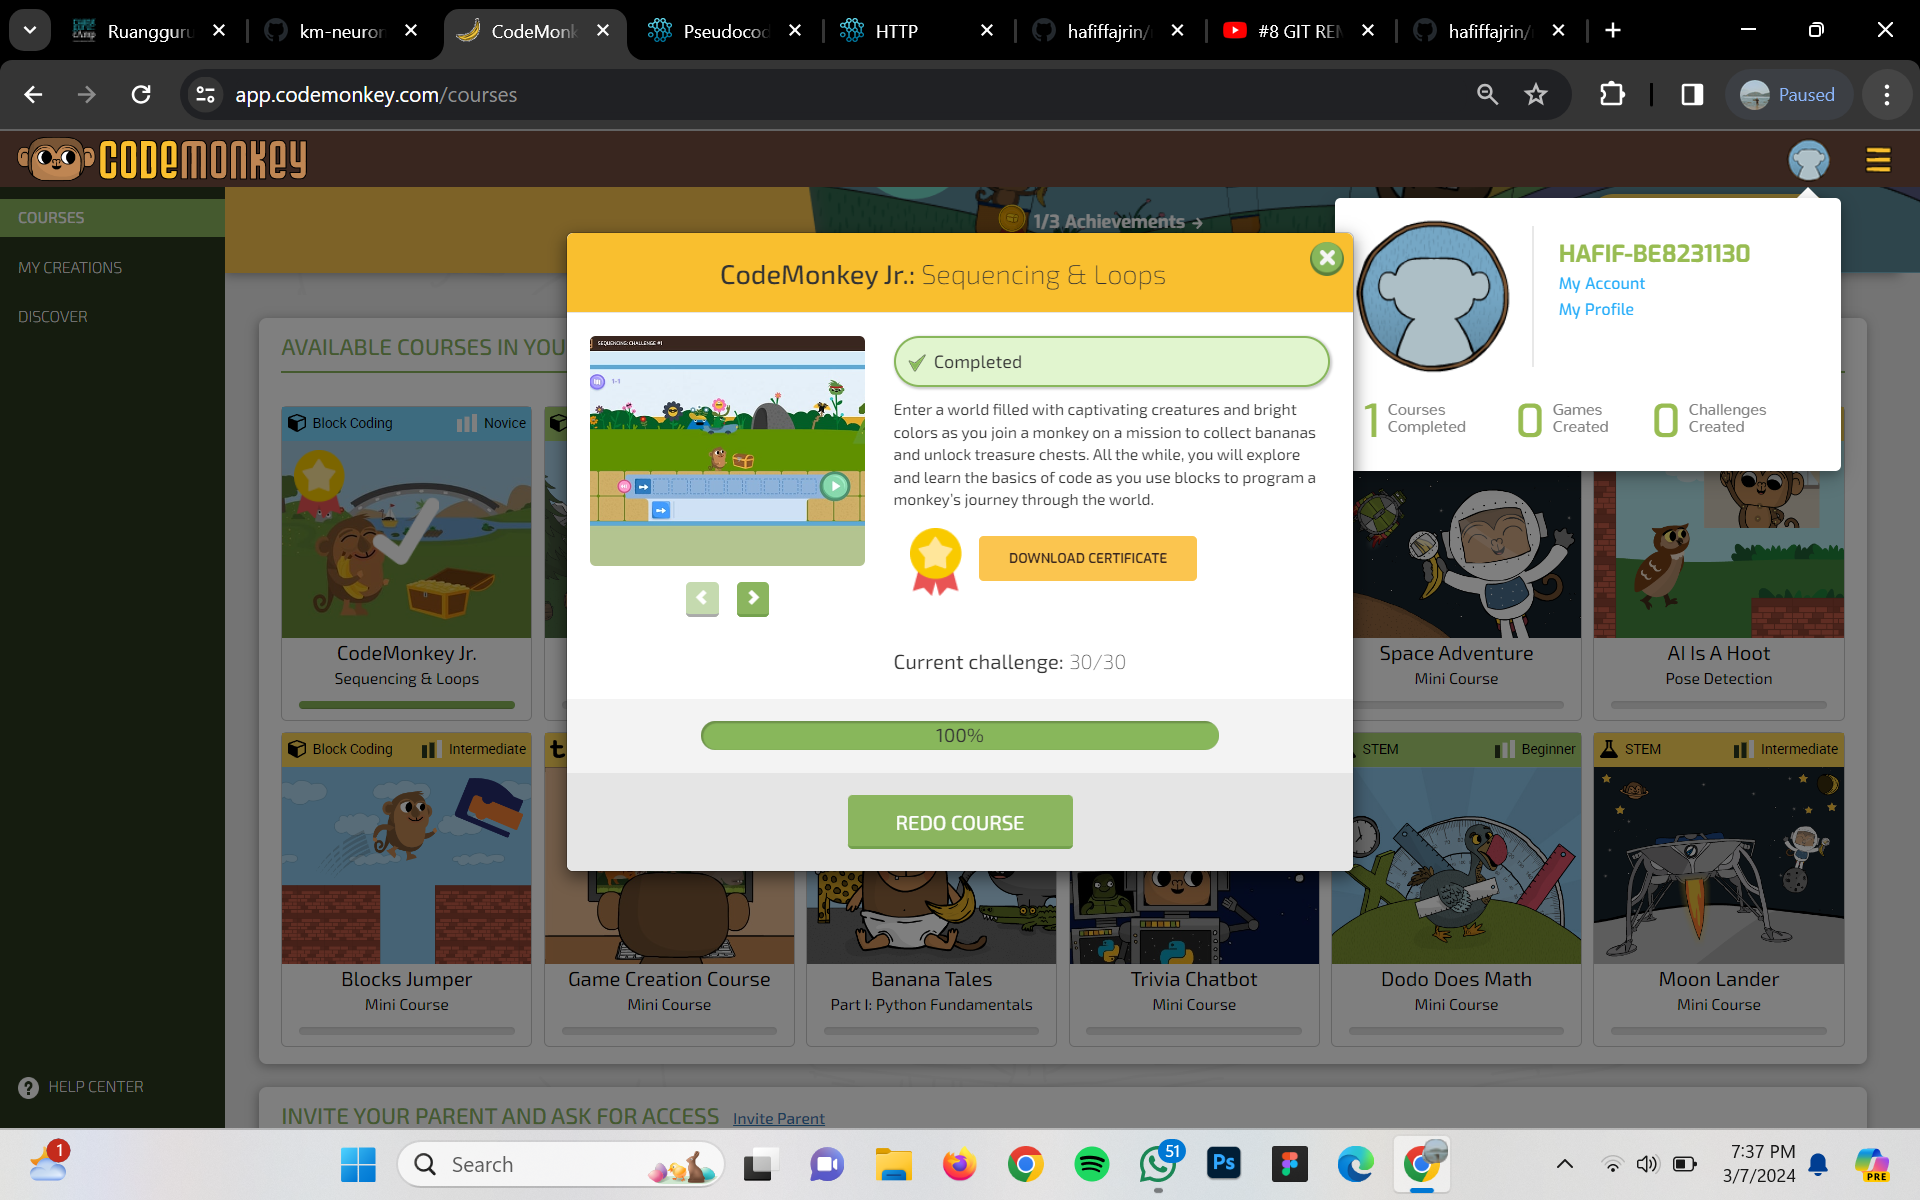 Ruangguru
km-neuron
CodeMonk
Pseudocod
HTTP
hafiffajrin/
#8 GIT REM
hafiffajrin/
app.codemonkey.com/courses
Paused
CODEMONKEY
COURSES
MY CREATIONS
DISCOVER
HELP CENTER
1/3 Achievements →
HAFIF-BE8231130
My Account
My Profile
1 Courses Completed
0 Games Created
0 Challenges Created
AVAILABLE COURSES IN YOU
CodeMonkey Jr.: Sequencing & Loops
SEQUENCING: CHALLENGE #1
1-1
Completed
Enter a world filled with captivating creatures and bright
colors as you join a monkey on a mission to collect bananas
and unlock treasure chests. All the while, you will explore
and learn the basics of code as you use blocks to program a
monkey's journey through the world.
DOWNLOAD CERTIFICATE
Current challenge: 30/30
100%
REDO COURSE
Block Coding
Novice
CodeMonkey Jr.
Sequencing & Loops
Space Adventure
Mini Course
AI Is A Hoot
Pose Detection
Block Coding
Intermediate
STEM
Beginner
STEM
Intermediate
Blocks Jumper
Mini Course
Game Creation Course
Mini Course
Banana Tales
Part I: Python Fundamentals
Trivia Chatbot
Mini Course
Dodo Does Math
Mini Course
Moon Lander
Mini Course
INVITE YOUR PARENT AND ASK FOR ACCESS
Invite Parent
1
Search
51
Ps
7:37 PM
3/7/2024
PRE